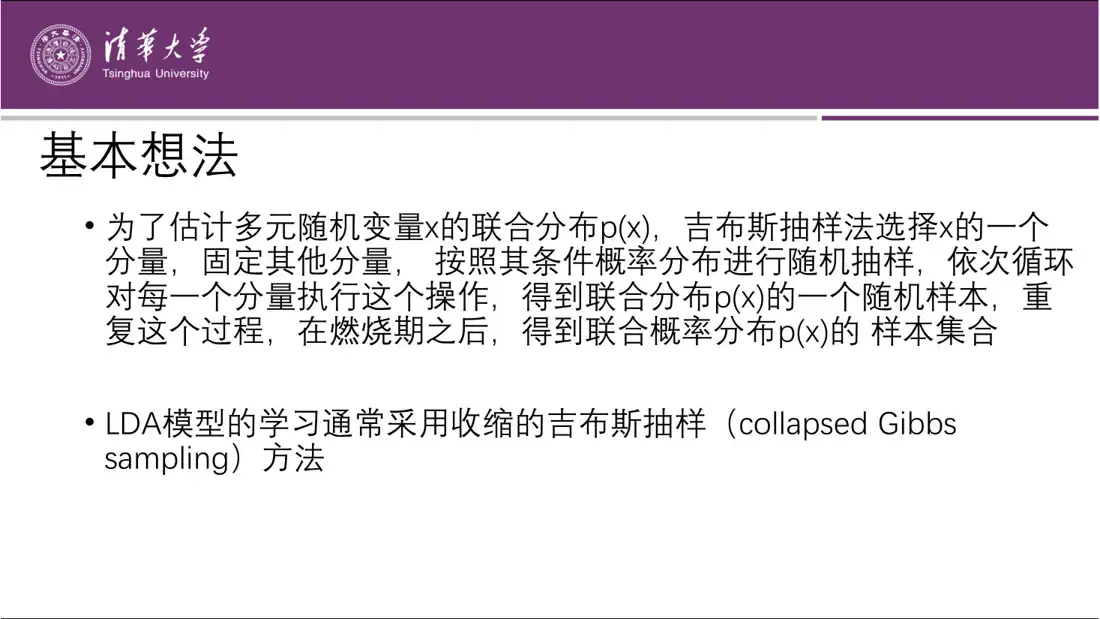 清华大学
Tsinghua University
基本想法
• 为了估计多元随机变量x的联合分布p(x)，吉布斯抽样法选择x的一个
分量，固定其他分量， 按照其条件概率分布进行随机抽样，依次循环
对每一个分量执行这个操作，得到联合分布p(x)的一个随机样本，重
复这个过程，在燃烧期之后，得到联合概率分布p(x)的 样本集合
• LDA模型的学习通常采用收缩的吉布斯抽样（collapsed Gibbs
sampling）方法